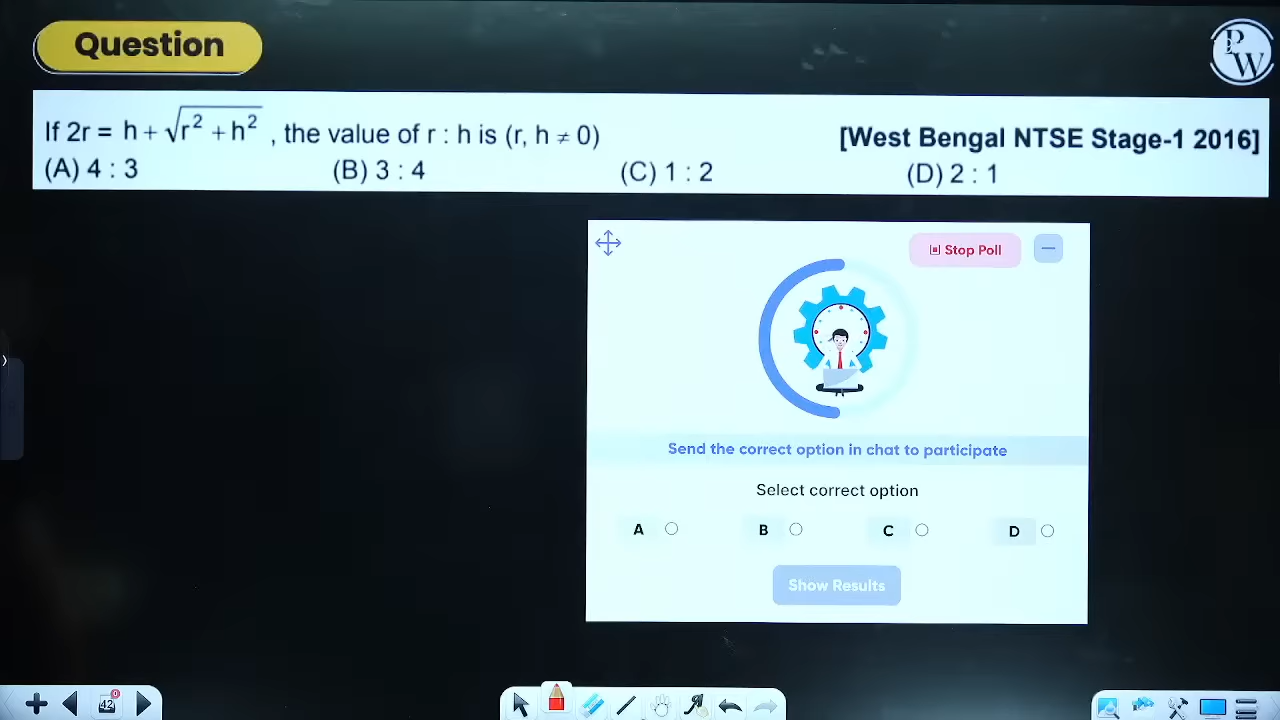 Question
PW
If 2r = h + √(r² + h²) , the value of r : h is (r, h ≠ 0) [West Bengal NTSE Stage-1 2016]
(A) 4 : 3 (B) 3 : 4 (C) 1 : 2 (D) 2 : 1
Stop Poll
Send the correct option in chat to participate
Select correct option
A B C D
Show Results
42 0